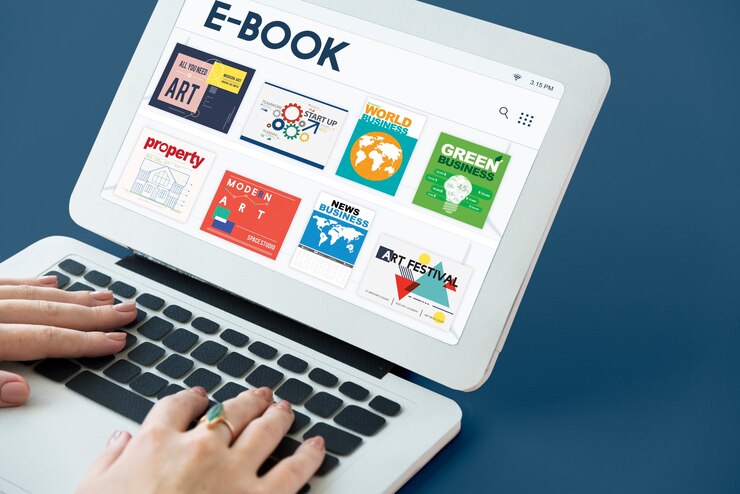 E-BOOK
3.15 PM
ALL YOU NEED
ART
MODERN ART
START UP
WORLD
BUSINESS
GREEN
BUSINESS
45
property
MODERN
ART
SPACE STUDIO
NEWS
BUSINESS
ART FESTIVAL